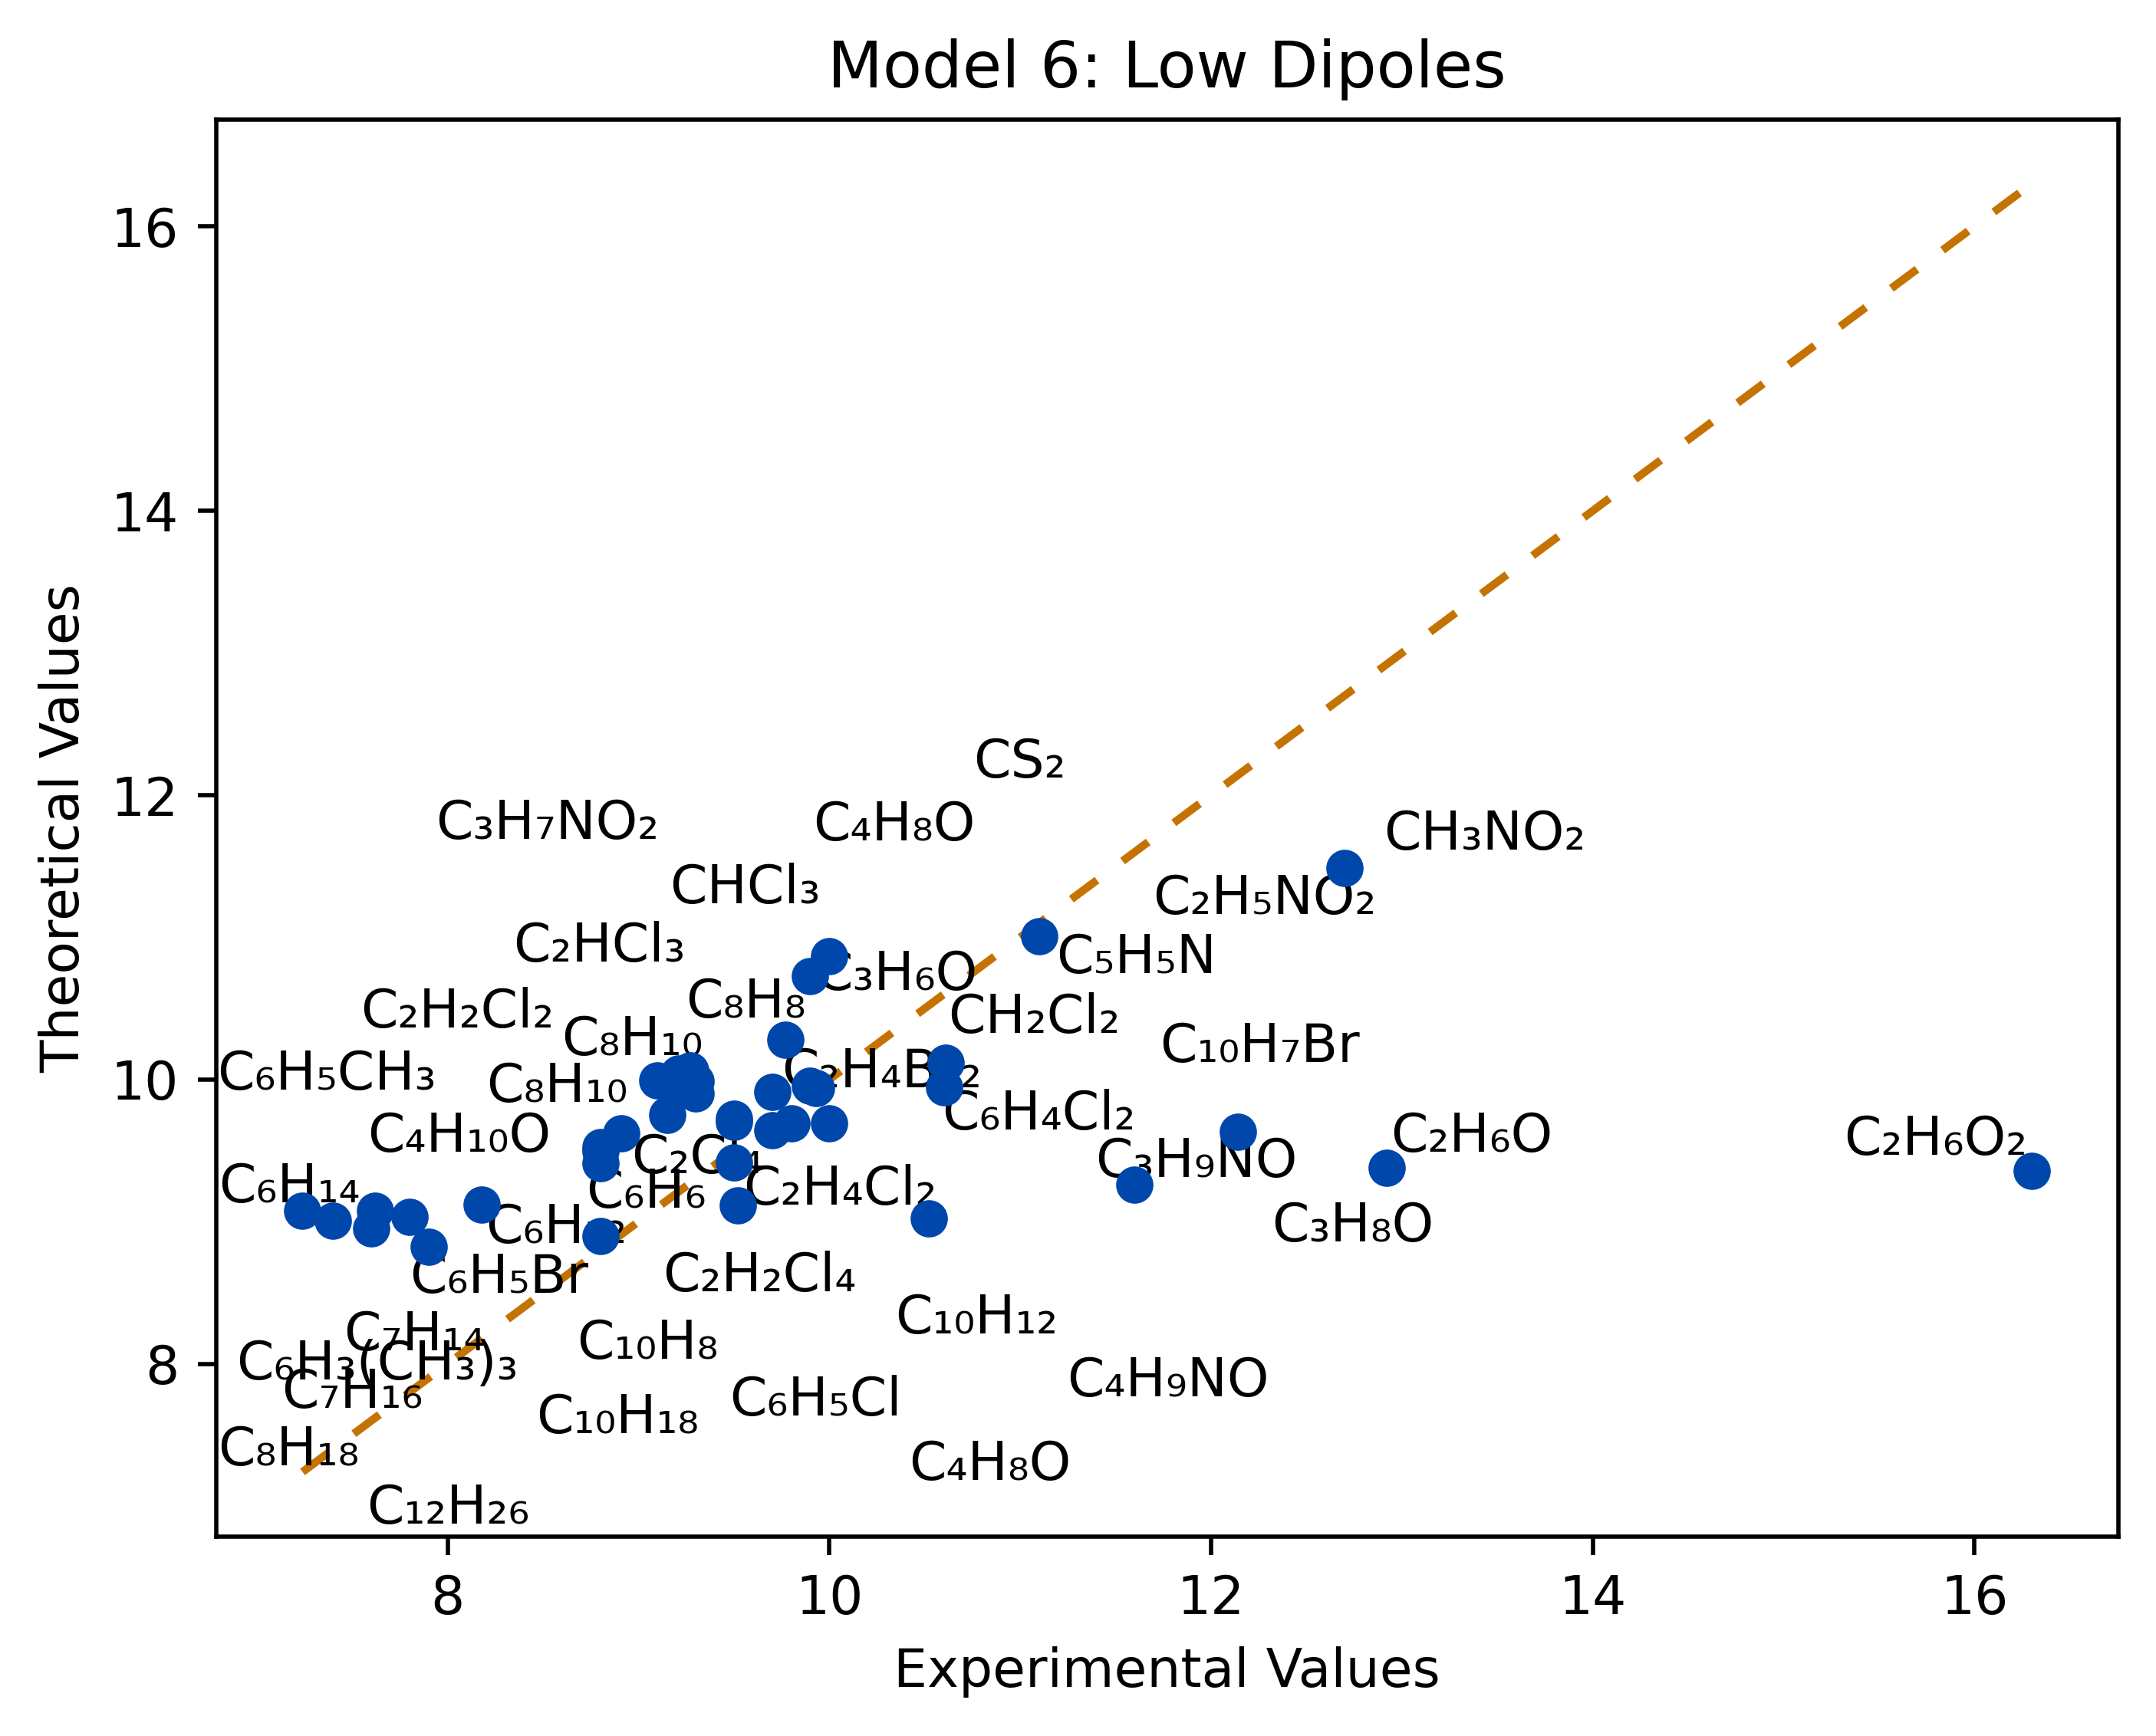 Model 6: Low Dipoles
Theoretical Values
16
14
12
10
8
CS₂
C₃H₇NO₂
C₄H₈O
CH₃NO₂
CHCl₃
C₂H₅NO₂
C₂HCl₃
C₅H₅N
C₃H₆O
C₈H₈
C₂H₂Cl₂
CH₂Cl₂
C₈H₁₀
C₁₀H₇Br
C₆H₅CH₃
C₂H₄Br₂
C₈H₁₀
C₆H₄Cl₂
C₄H₁₀O
C₂H₆O
C₂H₆O₂
C₂Cl₄
C₃H₉NO
C₆H₁₄
C₆H₆
C₂H₄Cl₂
C₆H₁₂
C₃H₈O
C₆H₅Br
C₂H₂Cl₄
C₁₀H₁₂
C₇H₁₄
C₁₀H₈
C₆H₃(CH₃)₃
C₇H₁₆
C₄H₉NO
C₆H₅Cl
C₁₀H₁₈
C₈H₁₈
C₄H₈O
C₁₂H₂₆
8
10
12
14
16
Experimental Values